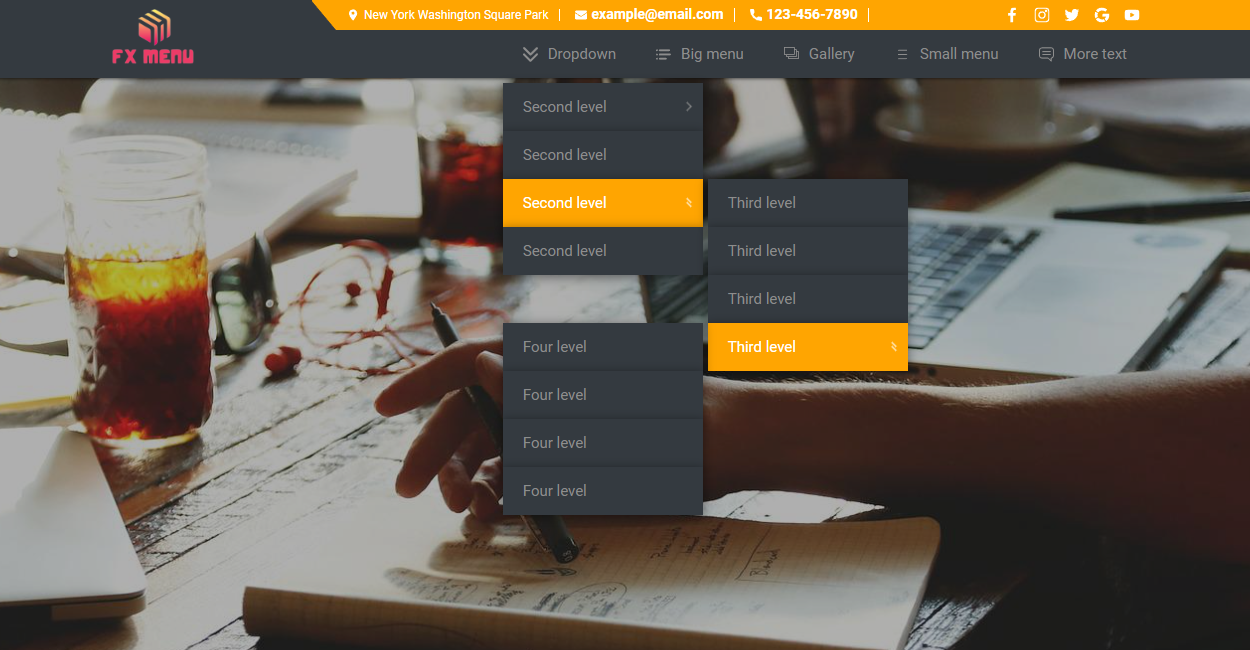 New York Washington Square Park
example@email.com
123-456-7890
FX MENU
Dropdown
Big menu
Gallery
Small menu
More text
Second level
Second level
Second level
Second level
Third level
Third level
Third level
Third level
Four level
Four level
Four level
Four level